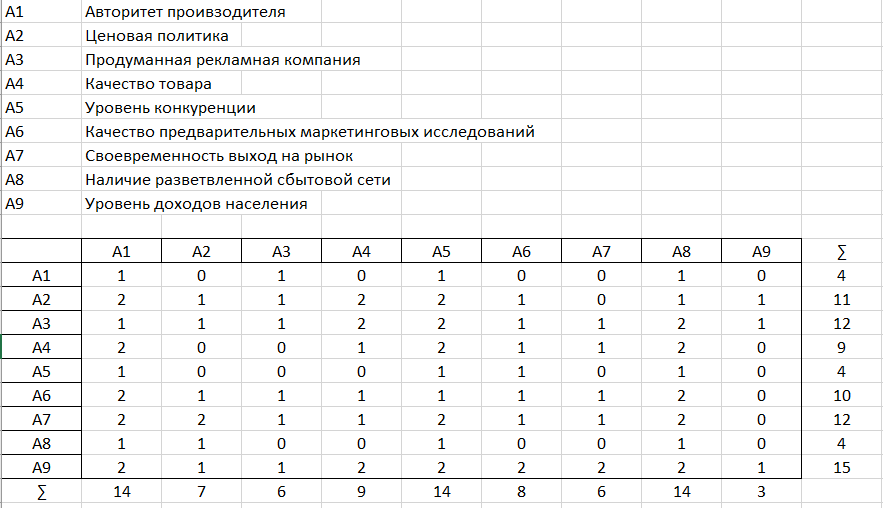 A1 Авторитет проивзодителя
A2 Ценовая политика
A3 Продуманная рекламная компания
A4 Качество товара
A5 Уровень конкуренции
A6 Качество предварительных маркетинговых исследований
A7 Своевременность выход на рынок
A8 Наличие разветвленной сбытовой сети
A9 Уровень доходов населения
A1 A2 A3 A4 A5 A6 A7 A8 A9 ∑
A1 1 0 1 0 1 0 0 1 0 4
A2 2 1 1 2 2 1 0 1 1 11
A3 1 1 1 2 2 1 1 2 1 12
A4 2 0 0 1 2 1 1 2 0 9
A5 1 0 0 0 1 1 0 1 0 4
A6 2 1 1 1 1 1 1 2 0 10
A7 2 2 1 1 2 1 1 2 0 12
A8 1 1 0 0 1 0 0 1 0 4
A9 2 1 1 2 2 2 2 2 1 15
∑ 14 7 6 9 14 8 6 14 3